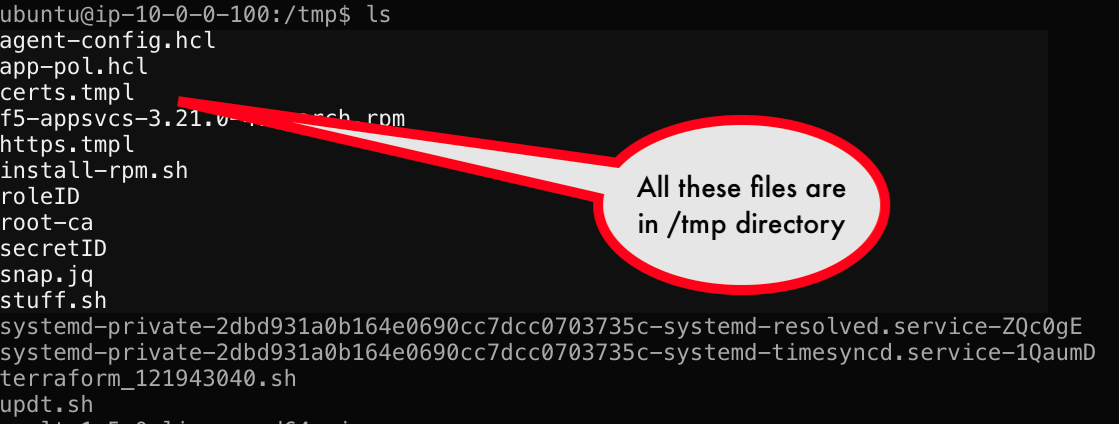 ubuntu@ip-10-0-0-100:/tmp$ ls
agent-config.hcl
app-pol.hcl
certs.tmpl
f5-appsvcs-3.21.0- rpm
https.tmpl
install-rpm.sh
roleID
root-ca
secretID
snap.jq
stuff.sh
systemd-private-2dbd931a0b164e0690cc7dcc0703735c-systemd-resolved.service-ZQc0gE
systemd-private-2dbd931a0b164e0690cc7dcc0703735c-systemd-timesyncd.service-1QaumD
terraform_121943040.sh
updt.sh
All these files are
in /tmp directory